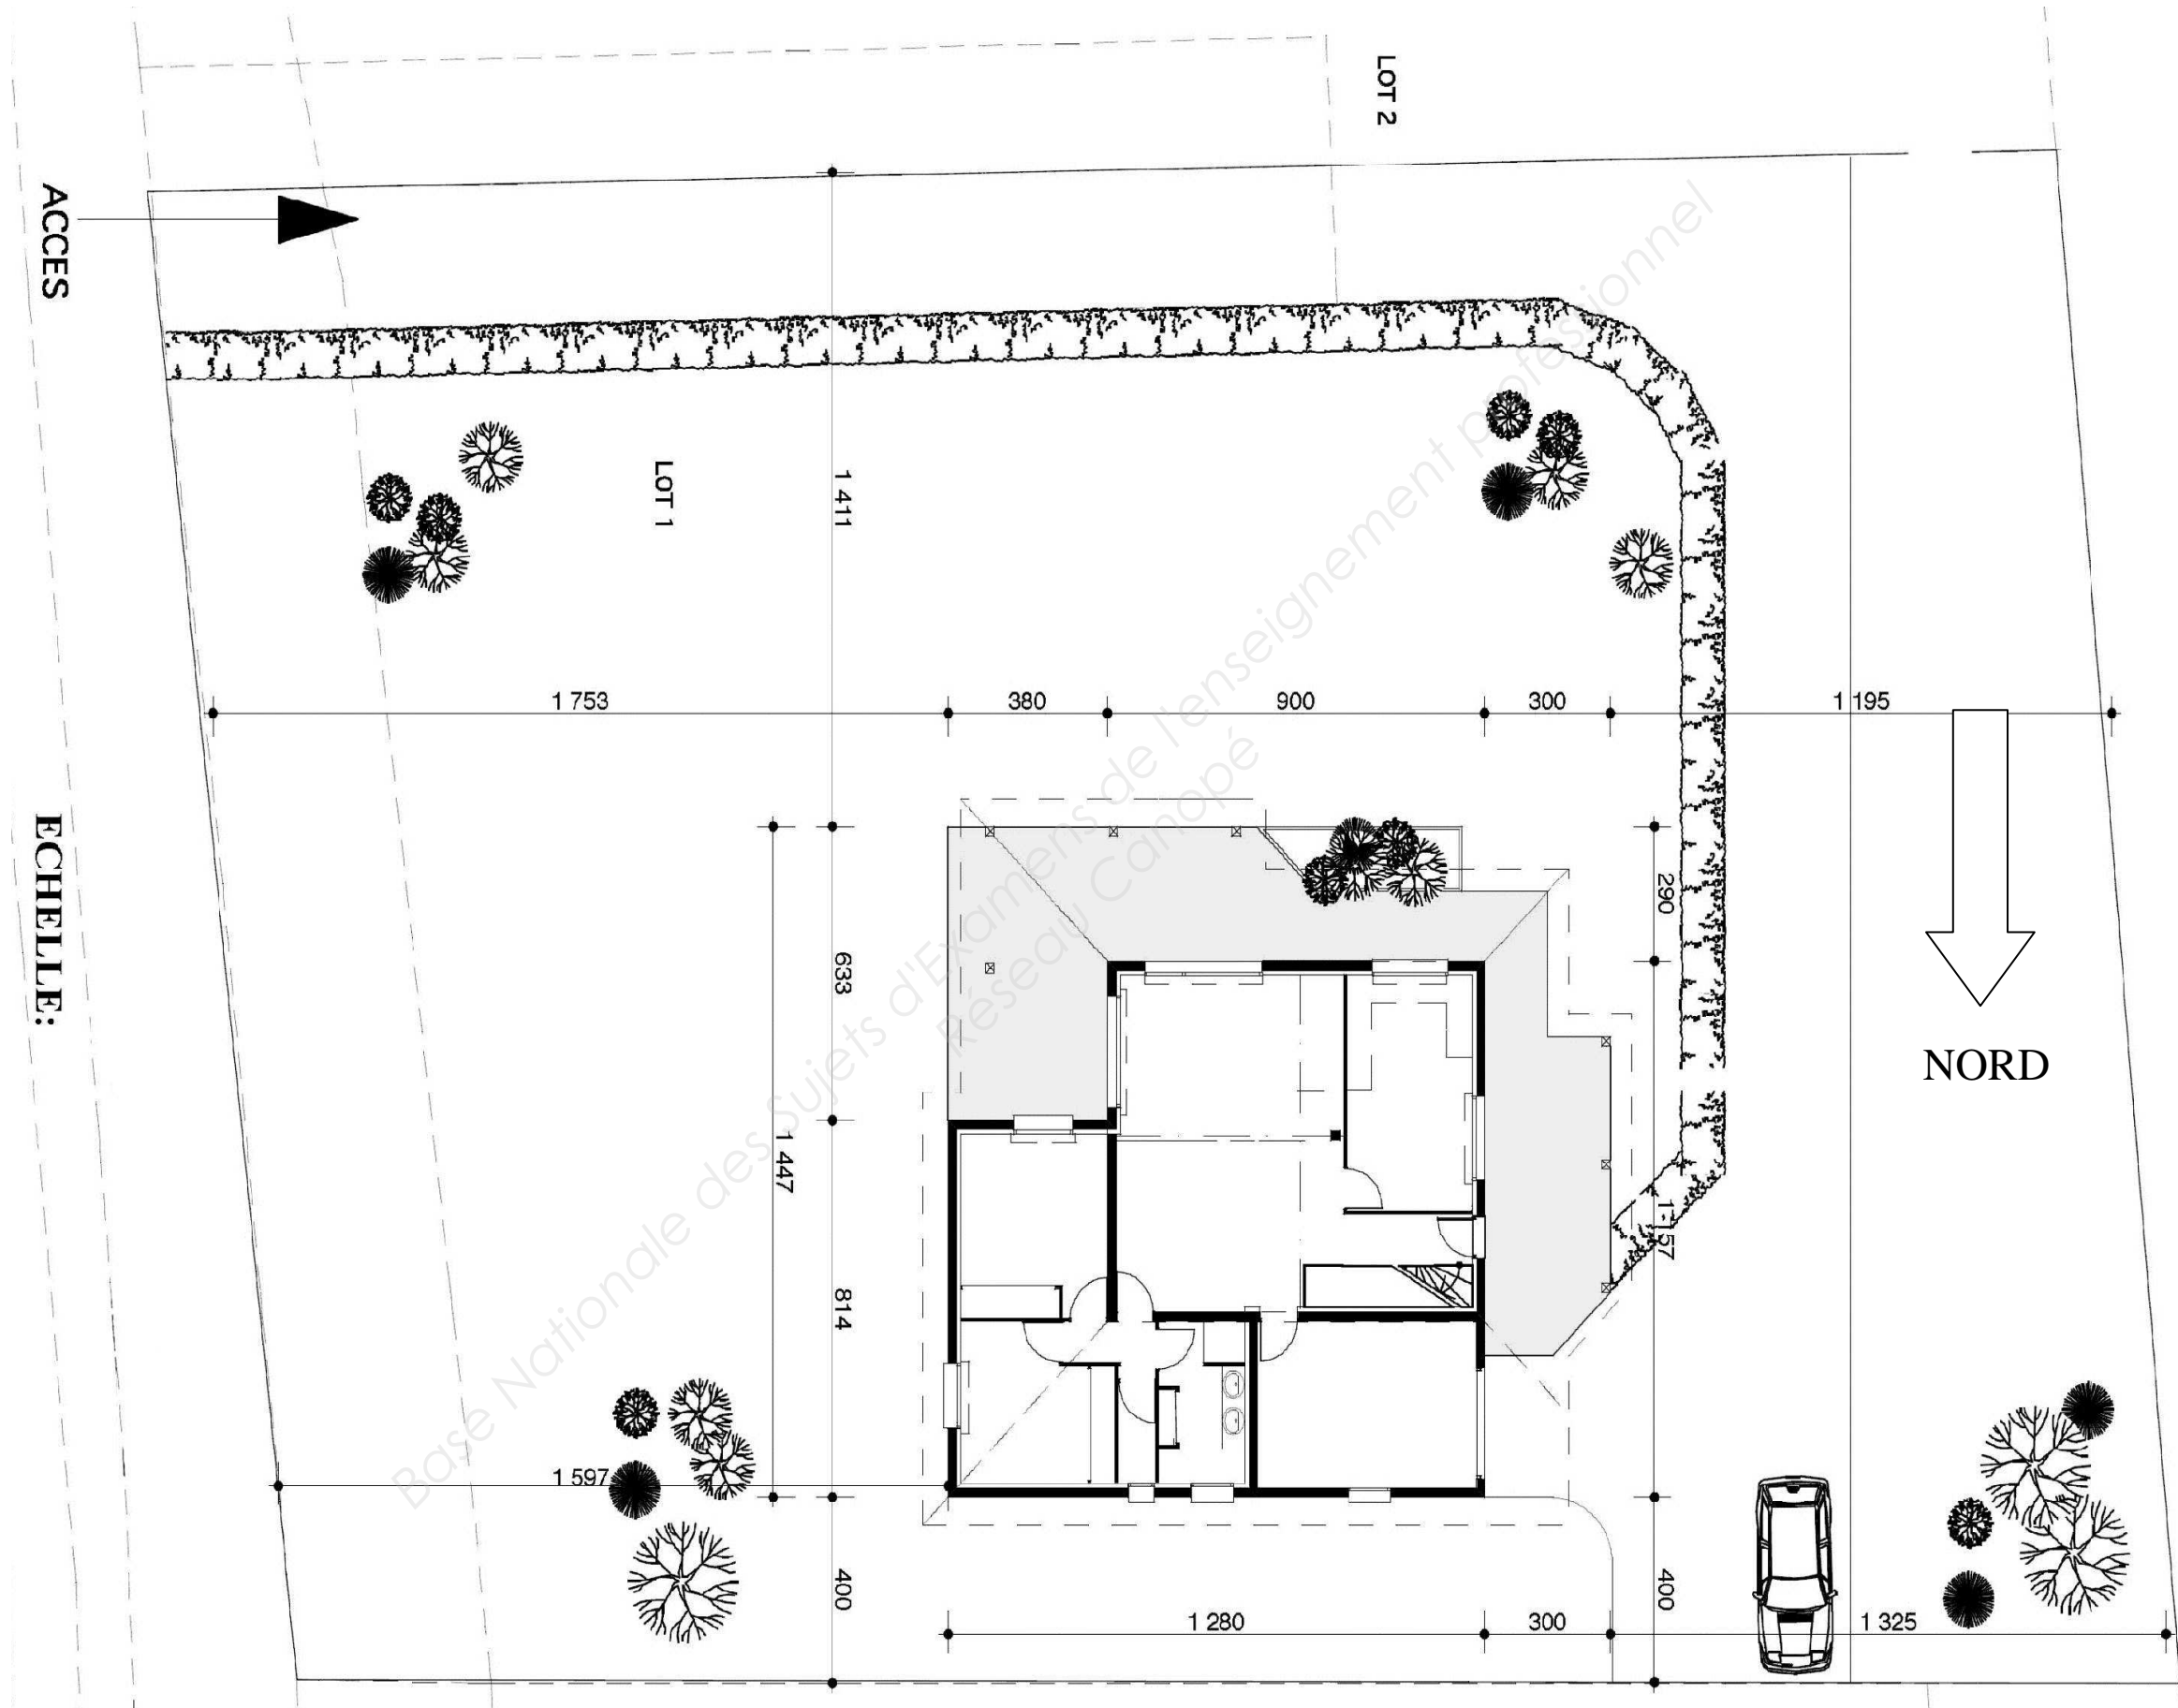 LOT 2
ACCES
LOT 1
1 411
1 753
380
900
300
1 195
290
633
NORD
ECHELLE:
1 447
1 157
814
1 597
400
400
1 280
300
1 325
Base Nationale des Sujets d'Examens de l'enseignement professionnel
Réseau Canopé